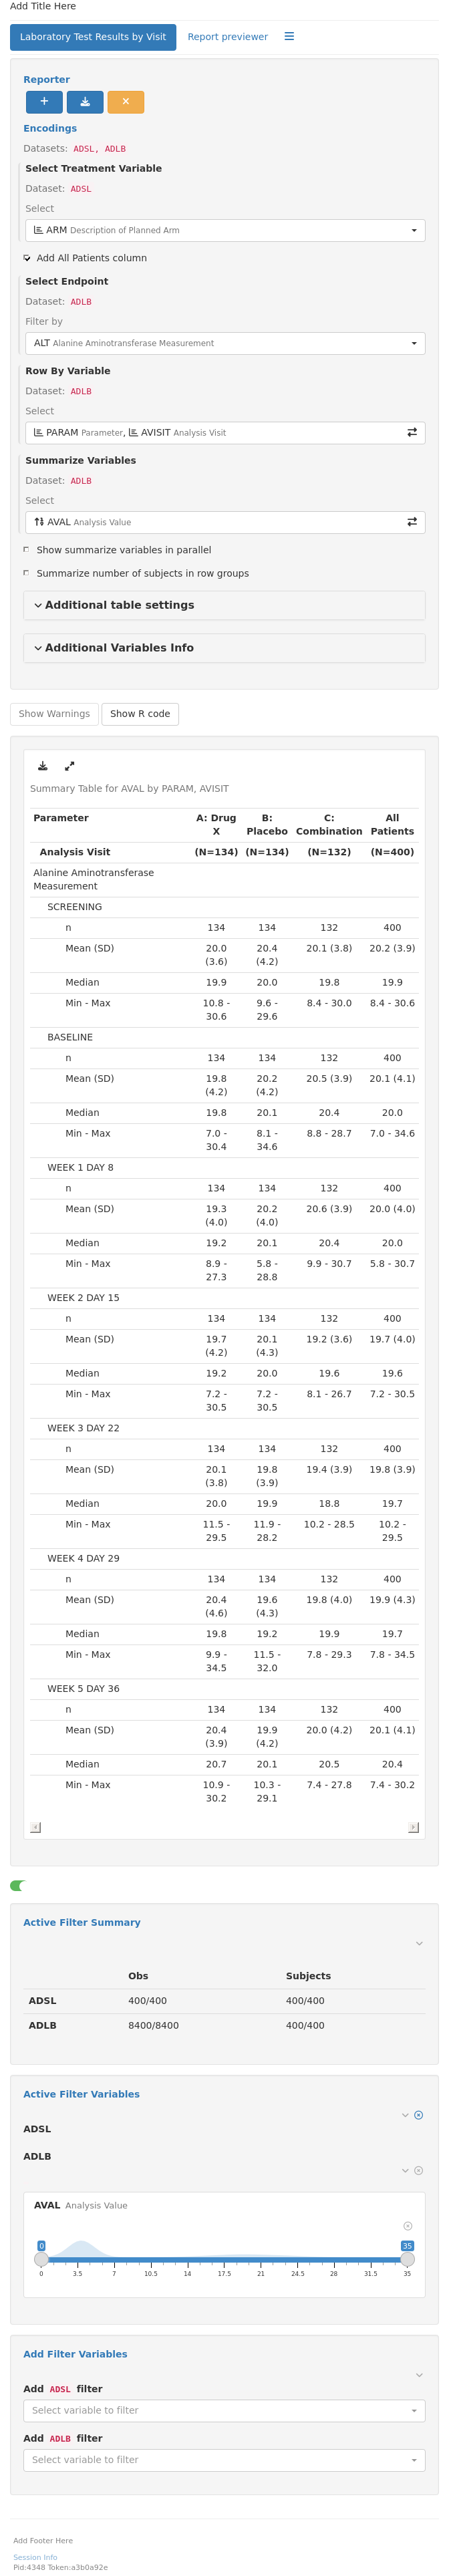 Add Title Here
Laboratory Test Results by Visit
Report previewer
Reporter
Encodings
Datasets: ADSL, ADLB
Select Treatment Variable
Dataset: ADSL
Select
ARM Description of Planned Arm
Add All Patients column
Select Endpoint
Dataset: ADLB
Filter by
ALT Alanine Aminotransferase Measurement
Row By Variable
Dataset: ADLB
Select
PARAM Parameter, AVISIT Analysis Visit
Summarize Variables
Dataset: ADLB
Select
AVAL Analysis Value
Show summarize variables in parallel
Summarize number of subjects in row groups
Additional table settings
Additional Variables Info
Show Warnings Show R code
Summary Table for AVAL by PARAM, AVISIT
Parameter A: Drug B: C: All
X Placebo Combination Patients
Analysis Visit (N=134) (N=134) (N=132) (N=400)
Alanine Aminotransferase
Measurement
SCREENING
n 134 134 132 400
Mean (SD) 20.0 20.4 20.1 (3.8) 20.2 (3.9)
(3.6) (4.2)
Median 19.9 20.0 19.8 19.9
Min - Max 10.8 - 9.6 - 8.4 - 30.0 8.4 - 30.6
30.6 29.6
BASELINE
n 134 134 132 400
Mean (SD) 19.8 20.2 20.5 (3.9) 20.1 (4.1)
(4.2) (4.2)
Median 19.8 20.1 20.4 20.0
Min - Max 7.0 - 8.1 - 8.8 - 28.7 7.0 - 34.6
30.4 34.6
WEEK 1 DAY 8
n 134 134 132 400
Mean (SD) 19.3 20.2 20.6 (3.9) 20.0 (4.0)
(4.0) (4.0)
Median 19.2 20.1 20.4 20.0
Min - Max 8.9 - 5.8 - 9.9 - 30.7 5.8 - 30.7
27.3 28.8
WEEK 2 DAY 15
n 134 134 132 400
Mean (SD) 19.7 20.1 19.2 (3.6) 19.7 (4.0)
(4.2) (4.3)
Median 19.2 20.0 19.6 19.6
Min - Max 7.2 - 7.2 - 8.1 - 26.7 7.2 - 30.5
30.5 30.5
WEEK 3 DAY 22
n 134 134 132 400
Mean (SD) 20.1 19.8 19.4 (3.9) 19.8 (3.9)
(3.8) (3.9)
Median 20.0 19.9 18.8 19.7
Min - Max 11.5 - 11.9 - 10.2 - 28.5 10.2 -
29.5 28.2 29.5
WEEK 4 DAY 29
n 134 134 132 400
Mean (SD) 20.4 19.6 19.8 (4.0) 19.9 (4.3)
(4.6) (4.3)
Median 19.8 19.2 19.9 19.7
Min - Max 9.9 - 11.5 - 7.8 - 29.3 7.8 - 34.5
34.5 32.0
WEEK 5 DAY 36
n 134 134 132 400
Mean (SD) 20.4 19.9 20.0 (4.2) 20.1 (4.1)
(3.9) (4.2)
Median 20.7 20.1 20.5 20.4
Min - Max 10.9 - 10.3 - 7.4 - 27.8 7.4 - 30.2
30.2 29.1
Active Filter Summary
Obs Subjects
ADSL 400/400 400/400
ADLB 8400/8400 400/400
Active Filter Variables
ADSL
ADLB
AVAL Analysis Value
0 35
0 3.5 7 10.5 14 17.5 21 24.5 28 31.5 35
Add Filter Variables
Add ADSL filter
Select variable to filter
Add ADLB filter
Select variable to filter
Add Footer Here
Session Info
Pid:4348 Token:a3b0a92e